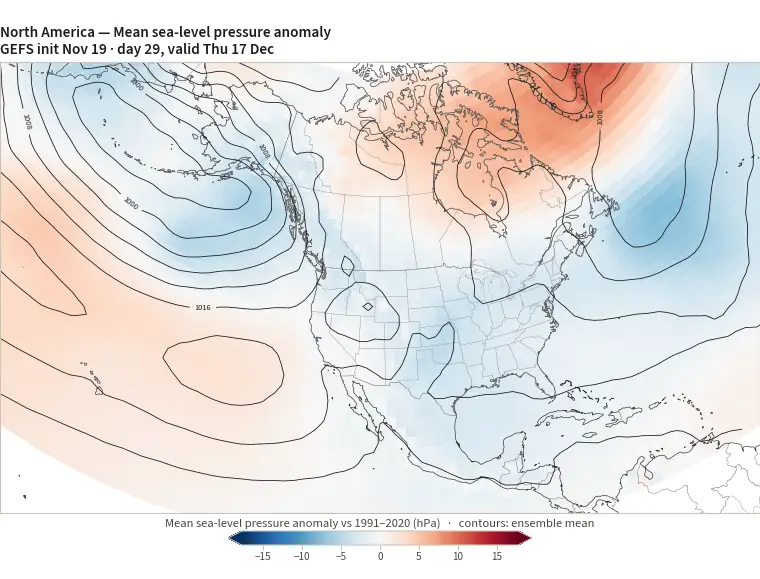 North America — Mean sea-level pressure anomaly
GEFS init Nov 19 · day 29, valid Thu 17 Dec
1000
1008
1008
1008
1000
1016
Mean sea-level pressure anomaly vs 1991–2020 (hPa) · contours: ensemble mean
−15 −10 −5 0 5 10 15